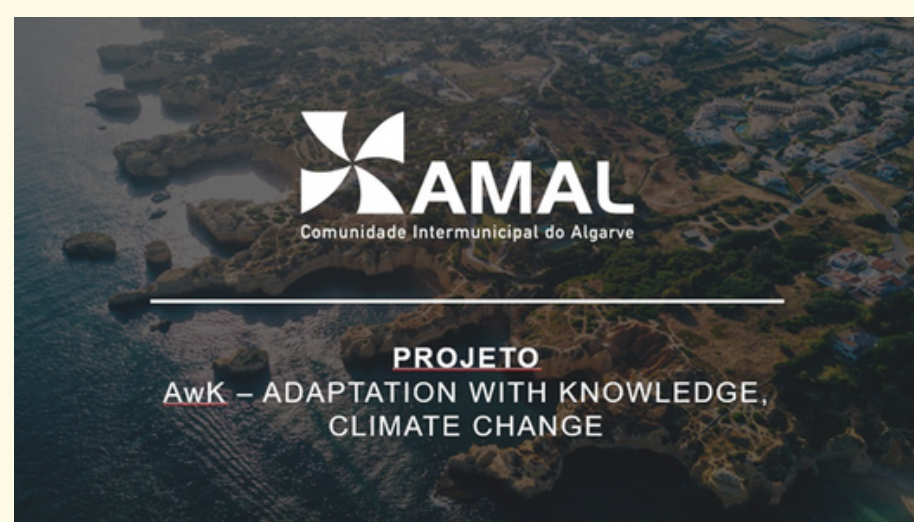 AMAL
Comunidade Intermunicipal do Algarve
PROJETO
AwK – ADAPTATION WITH KNOWLEDGE,
CLIMATE CHANGE